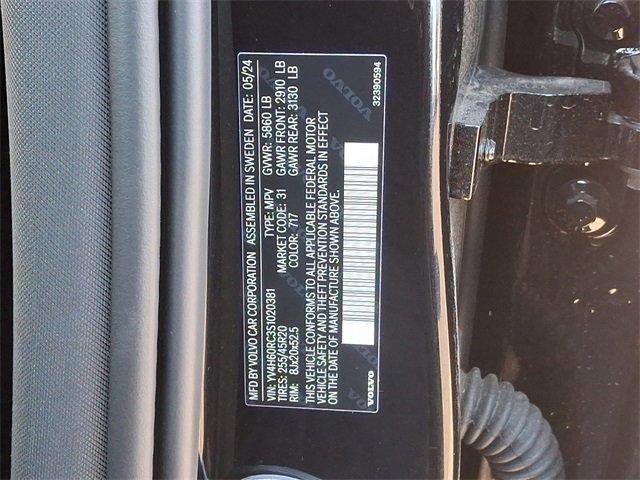 MFD BY VOLVO CAR CORPORATION ASSEMBLED IN SWEDEN DATE: 05/24
VIN: YV4H60RC3S1020381 TYPE: MPV GVWR: 5860 LB
TIRES: 255/45R20 MARKET CODE: 31 GAWR FRONT: 2910 LB
RIM: 8Jx20x52.5 COLOR: 717 GAWR REAR: 3130 LB
THIS VEHICLE CONFORMS TO ALL APPLICABLE FEDERAL MOTOR
VEHICLE SAFETY AND THEFT PREVENTION STANDARDS IN EFFECT
ON THE DATE OF MANUFACTURE SHOWN ABOVE.
VOLVO 32390594
VOLVO